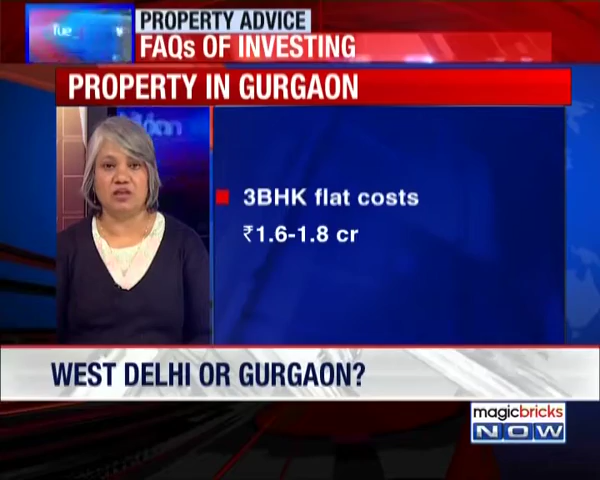 Tue
PROPERTY ADVICE
FAQs OF INVESTING
PROPERTY IN GURGAON
3BHK flat costs
₹1.6-1.8 cr
WEST DELHI OR GURGAON?
magicbricks
NOW